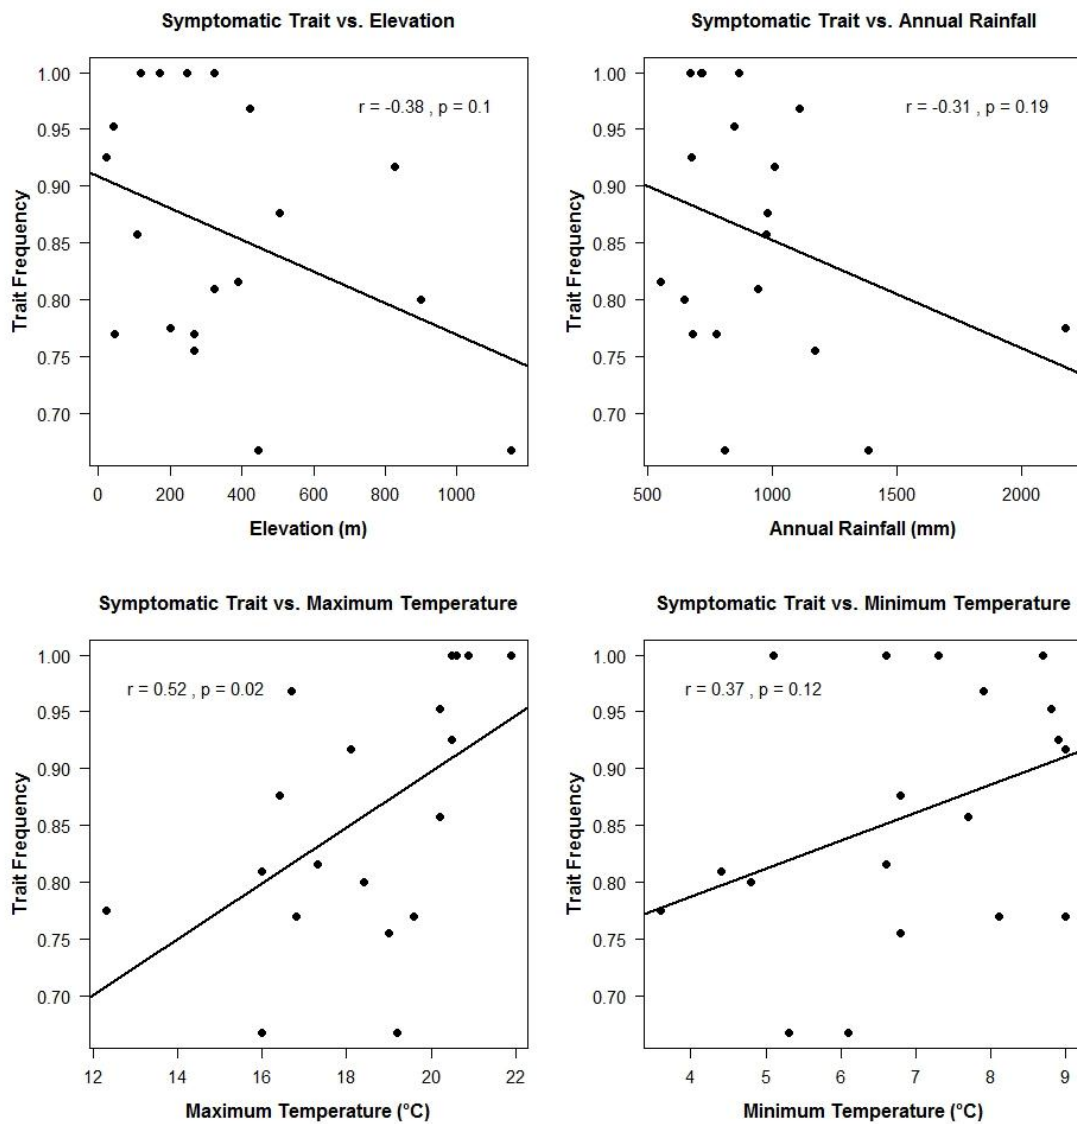 Symptomatic Trait vs. Elevation
r = -0.38 , p = 0.1
Trait Frequency
1.00
0.95
0.90
0.85
0.80
0.75
0.70
0 200 400 600 800 1000
Elevation (m)
Symptomatic Trait vs. Annual Rainfall
r = -0.31 , p = 0.19
Trait Frequency
1.00
0.95
0.90
0.85
0.80
0.75
0.70
500 1000 1500 2000
Annual Rainfall (mm)
Symptomatic Trait vs. Maximum Temperature
r = 0.52 , p = 0.02
Trait Frequency
1.00
0.95
0.90
0.85
0.80
0.75
0.70
12 14 16 18 20 22
Maximum Temperature (°C)
Symptomatic Trait vs. Minimum Temperature
r = 0.37 , p = 0.12
Trait Frequency
1.00
0.95
0.90
0.85
0.80
0.75
0.70
4 5 6 7 8 9
Minimum Temperature (°C)